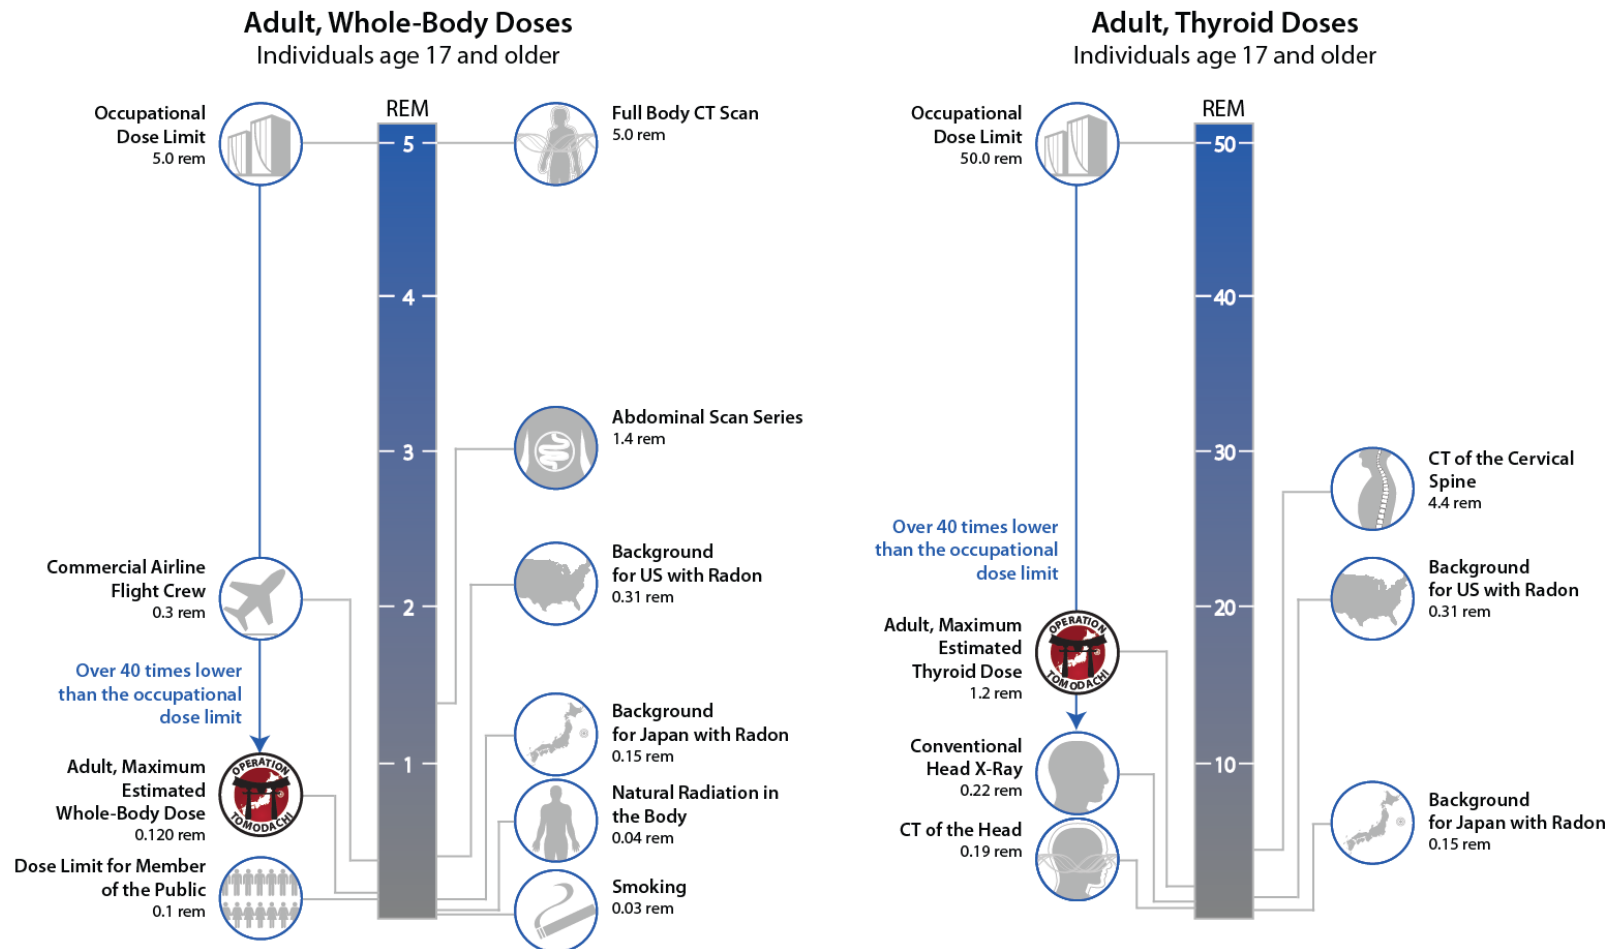 Adult, Whole-Body Doses
Individuals age 17 and older
REM
5
4
3
2
1
Occupational
Dose Limit
5.0 rem
Commercial Airline
Flight Crew
0.3 rem
Over 40 times lower
than the occupational
dose limit
Adult, Maximum
Estimated
Whole-Body Dose
0.120 rem
OPERATION
TOMODACHI
Dose Limit for Member
of the Public
0.1 rem
Full Body CT Scan
5.0 rem
Abdominal Scan Series
1.4 rem
Background
for US with Radon
0.31 rem
Background
for Japan with Radon
0.15 rem
Natural Radiation in
the Body
0.04 rem
Smoking
0.03 rem
Adult, Thyroid Doses
Individuals age 17 and older
REM
50
40
30
20
10
Occupational
Dose Limit
50.0 rem
Over 40 times lower
than the occupational
dose limit
Adult, Maximum
Estimated
Thyroid Dose
1.2 rem
OPERATION
TOMODACHI
Conventional
Head X-Ray
0.22 rem
CT of the Head
0.19 rem
CT of the Cervical
Spine
4.4 rem
Background
for US with Radon
0.31 rem
Background
for Japan with Radon
0.15 rem